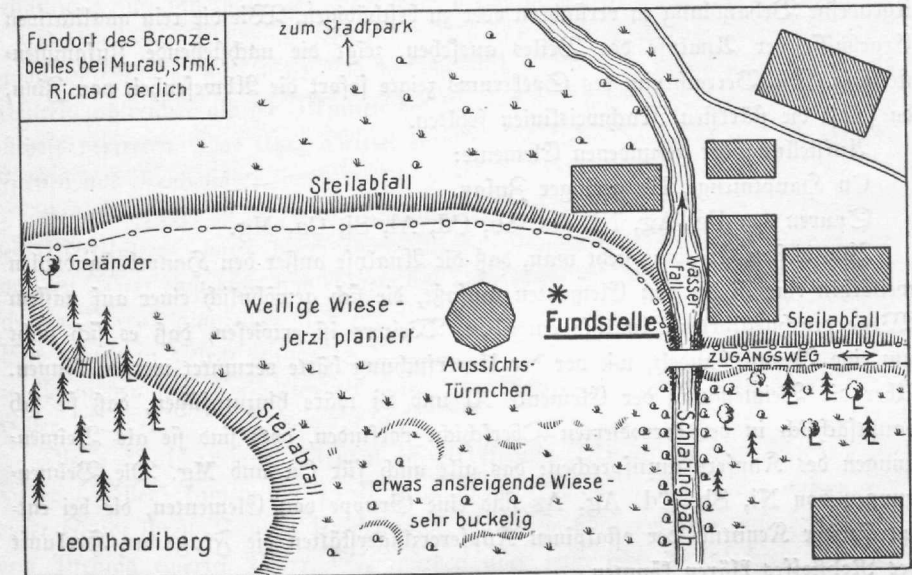 Fundort des Bronze-
beiles bei Murau, Stmk.
Richard Gerlich
zum Stadtpark
Steilabfall
Geländer
Wellige Wiese-
jetzt planiert
Aussichts-
Türmchen
Fundstelle
Wasser
fall
Steilabfall
ZUGANGSWEG
Steilabfall
etwas ansteigende Wiese-
sehr buckelig
Schlangbach
Leonhardiberg